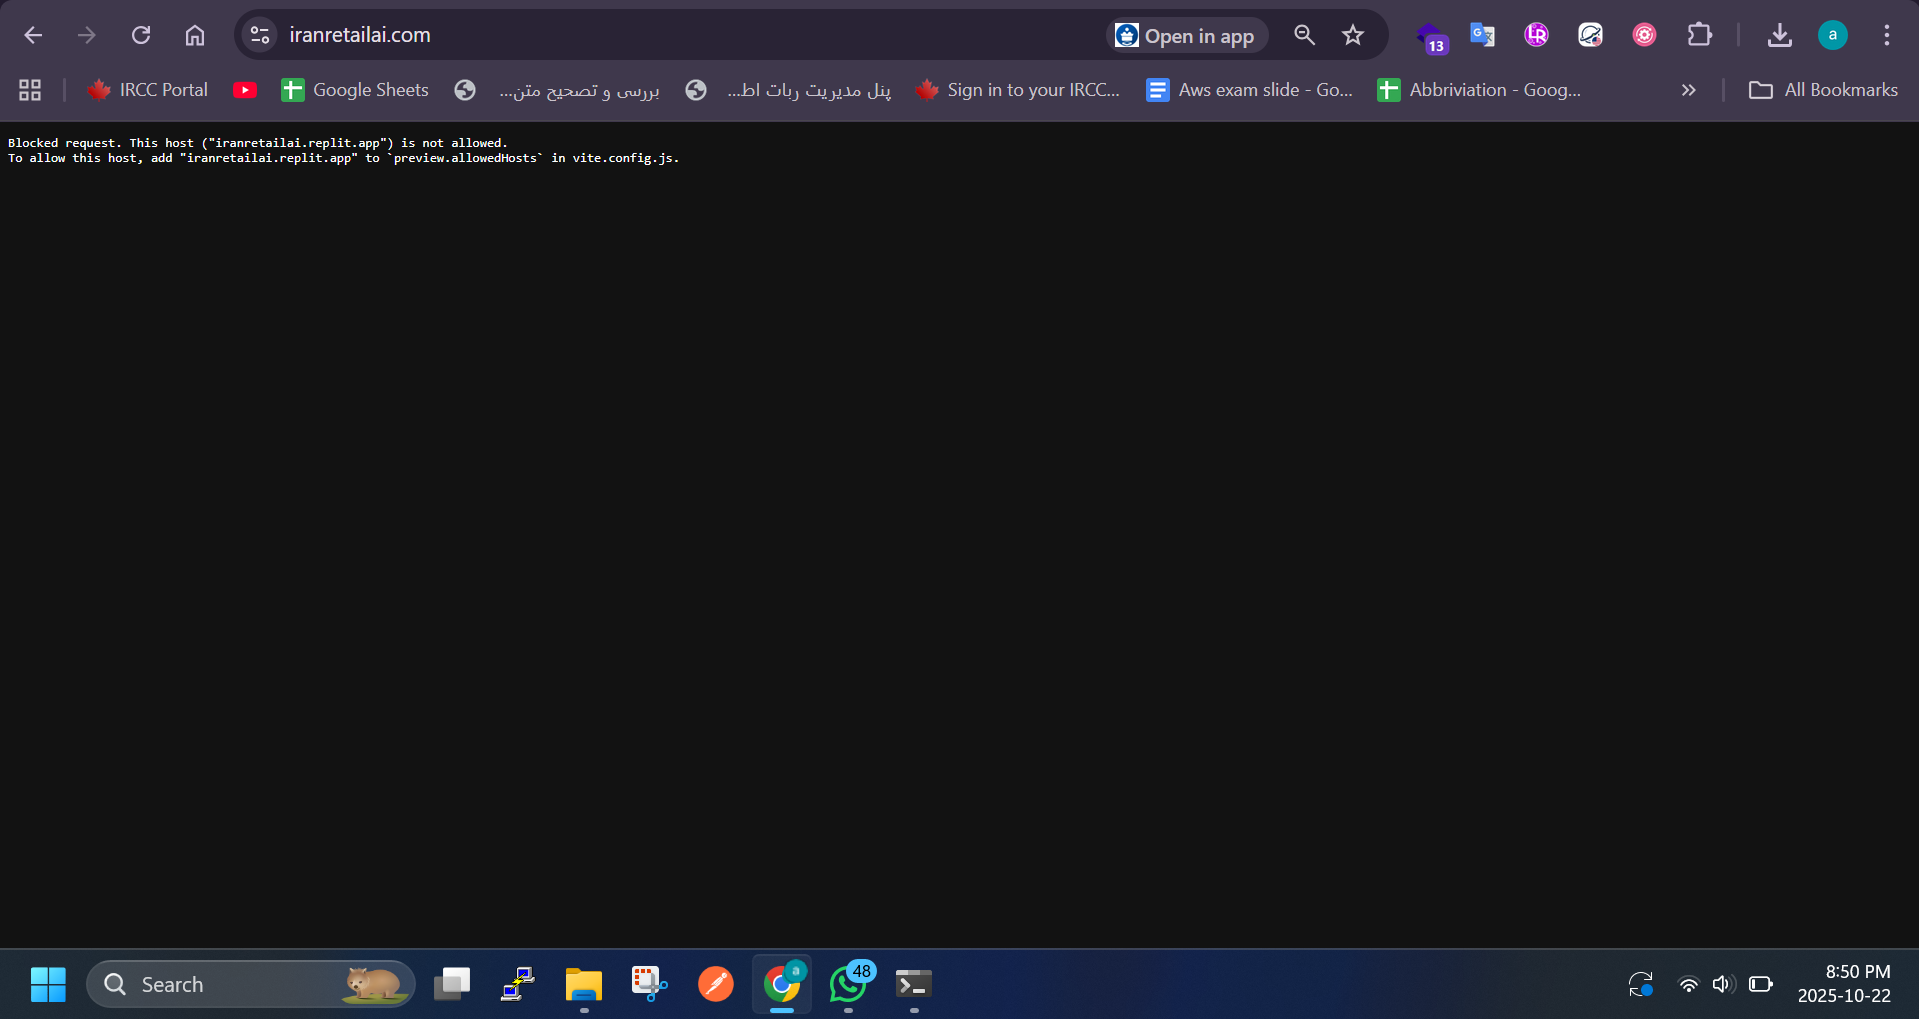 iranretailai.com
Open in app
13
IRCC Portal
Google Sheets
بررسی و تصحیح متن...
پنل مدیریت ربات اط...
Sign in to your IRCC...
Aws exam slide - Go...
Abbriviation - Goog...
All Bookmarks
Blocked request. This host ("iranretailai.replit.app") is not allowed.
To allow this host, add "iranretailai.replit.app" to `preview.allowedHosts` in vite.config.js.
Search
48
8:50 PM
2025-10-22